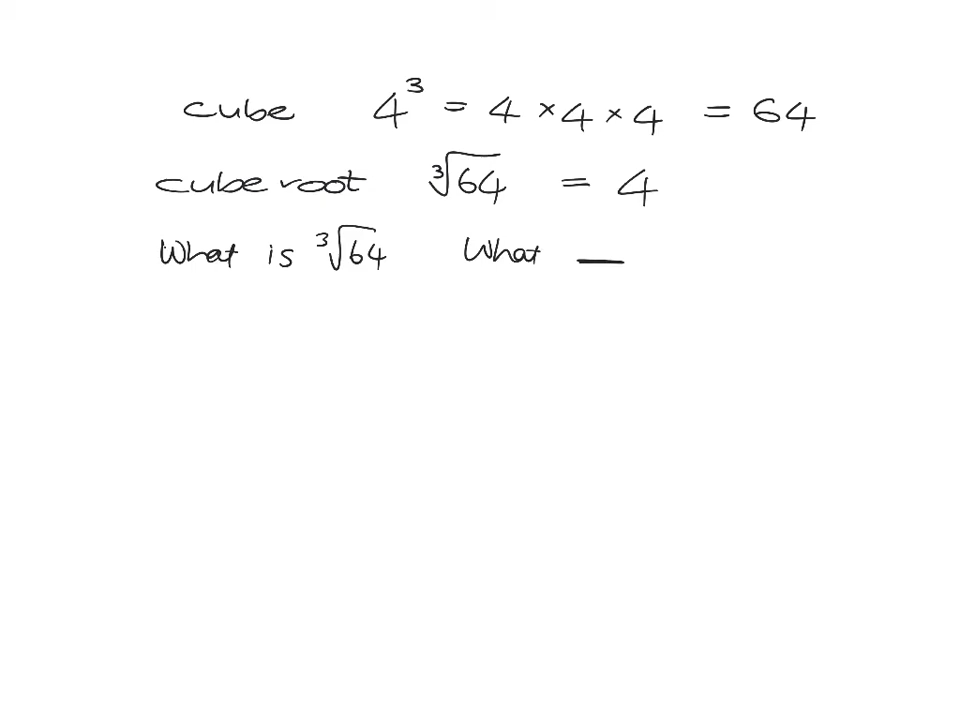 cube 4³ = 4 × 4 × 4 = 64
cube root ∛64 = 4
What is ∛64 What __